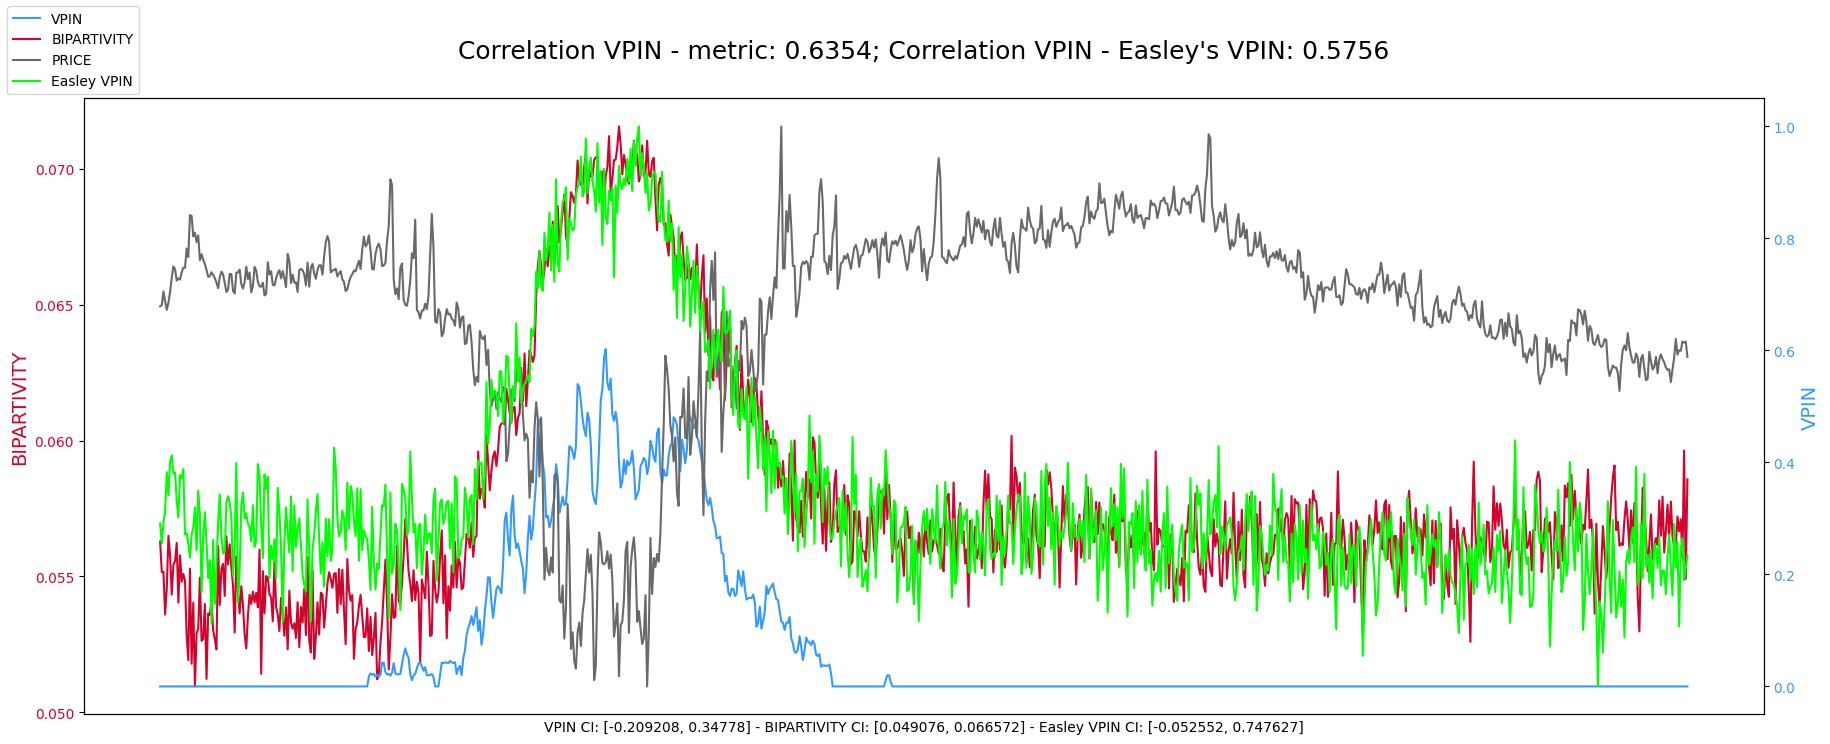 VPIN
BIPARTIVITY
PRICE
Easley VPIN
Correlation VPIN - metric: 0.6354; Correlation VPIN - Easley's VPIN: 0.5756
BIPARTIVITY
0.070
0.065
0.060
0.055
0.050
1.0
0.8
0.6
0.4
0.2
0.0
VPIN
VPIN CI: [-0.209208, 0.34778] - BIPARTIVITY CI: [0.049076, 0.066572] - Easley VPIN CI: [-0.052552, 0.747627]